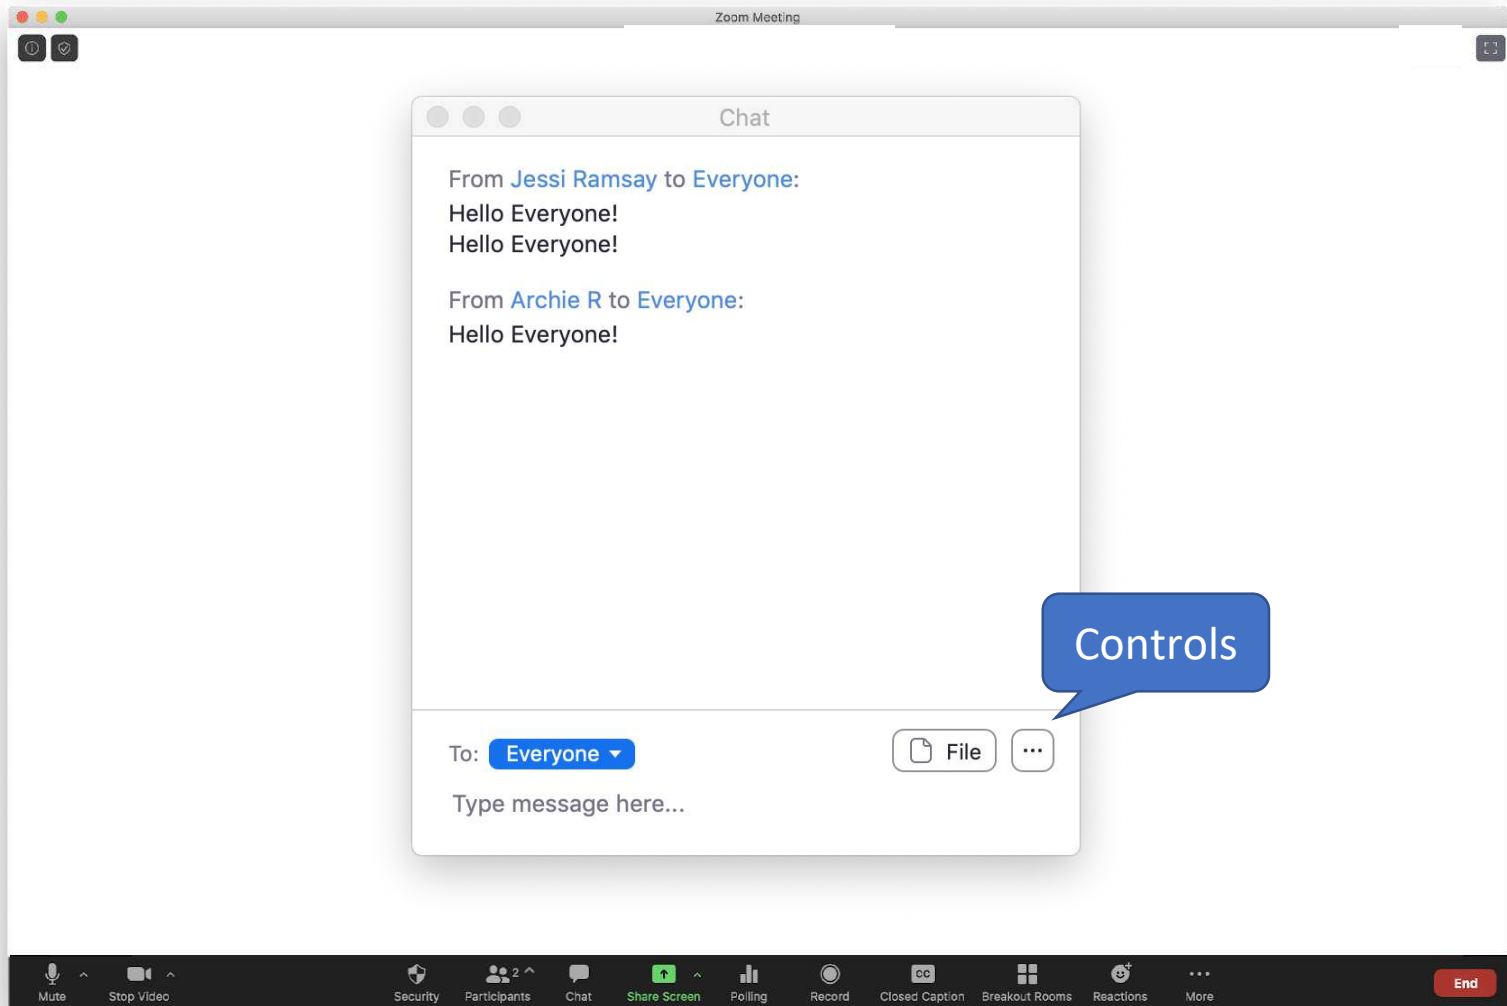 Zoom Meeting
Chat
From Jessi Ramsay to Everyone:
Hello Everyone!
Hello Everyone!
From Archie R to Everyone:
Hello Everyone!
Controls
To: Everyone File ...
Type message here...
Mute Stop Video Security Participants 2 Chat Share Screen Polling Record CC Closed Caption Breakout Rooms Reactions More End